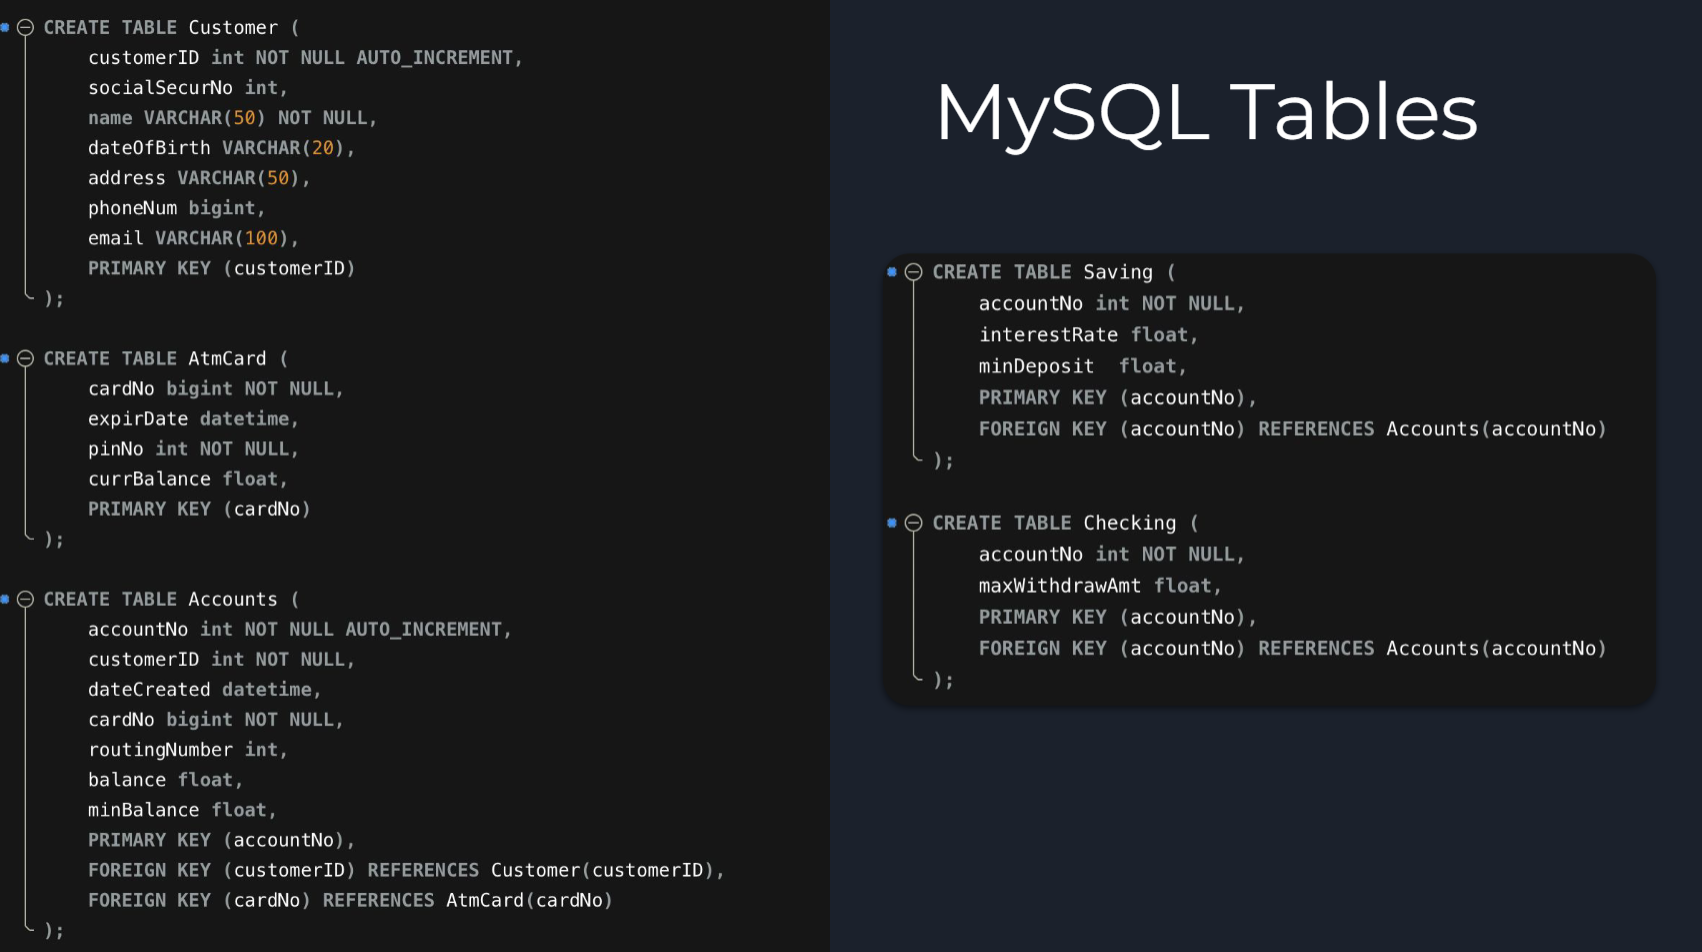 CREATE TABLE Customer (
customerID int NOT NULL AUTO_INCREMENT,
socialSecurNo int,
name VARCHAR(50) NOT NULL,
dateOfBirth VARCHAR(20),
address VARCHAR(50),
phoneNum bigint,
email VARCHAR(100),
PRIMARY KEY (customerID)
);
CREATE TABLE AtmCard (
cardNo bigint NOT NULL,
expirDate datetime,
pinNo int NOT NULL,
currBalance float,
PRIMARY KEY (cardNo)
);
CREATE TABLE Accounts (
accountNo int NOT NULL AUTO_INCREMENT,
customerID int NOT NULL,
dateCreated datetime,
cardNo bigint NOT NULL,
routingNumber int,
balance float,
minBalance float,
PRIMARY KEY (accountNo),
FOREIGN KEY (customerID) REFERENCES Customer(customerID),
FOREIGN KEY (cardNo) REFERENCES AtmCard(cardNo)
);
MySQL Tables
CREATE TABLE Saving (
accountNo int NOT NULL,
interestRate float,
minDeposit  float,
PRIMARY KEY (accountNo),
FOREIGN KEY (accountNo) REFERENCES Accounts(accountNo)
);
CREATE TABLE Checking (
accountNo int NOT NULL,
maxWithdrawAmt float,
PRIMARY KEY (accountNo),
FOREIGN KEY (accountNo) REFERENCES Accounts(accountNo)
);